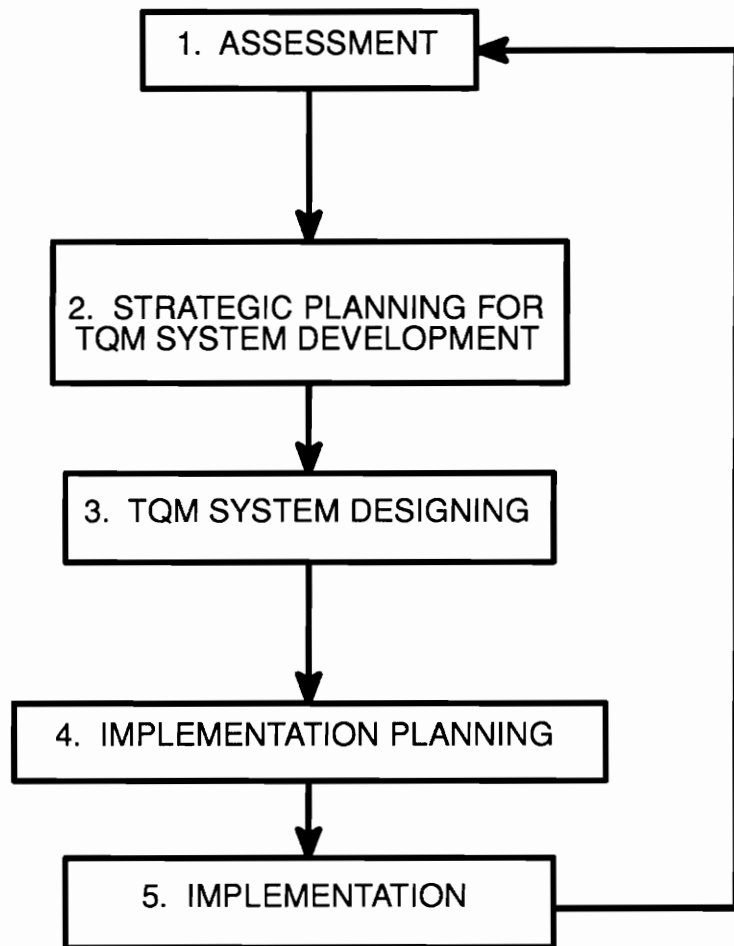 1. ASSESSMENT
2. STRATEGIC PLANNING FOR
TQM SYSTEM DEVELOPMENT
3. TQM SYSTEM DESIGNING
4. IMPLEMENTATION PLANNING
5. IMPLEMENTATION